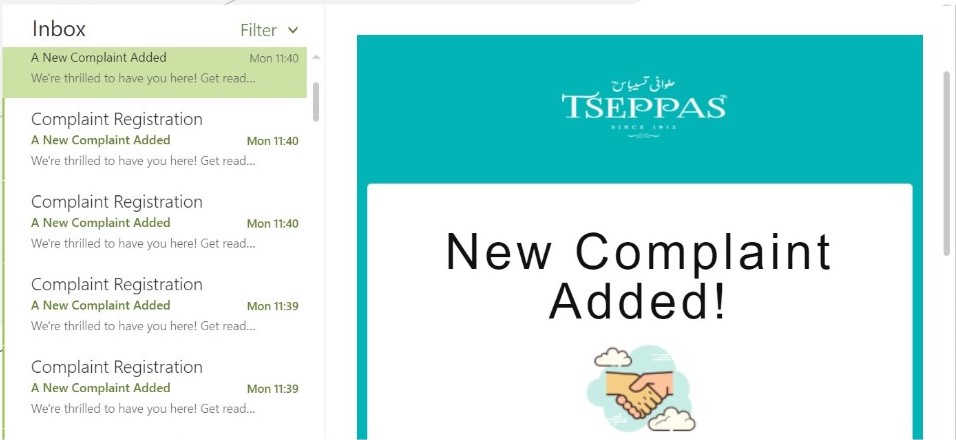 Inbox
Filter
A New Complaint Added
Mon 11:40
We're thrilled to have you here! Get read...
Complaint Registration
A New Complaint Added
Mon 11:40
We're thrilled to have you here! Get read...
Complaint Registration
A New Complaint Added
Mon 11:40
We're thrilled to have you here! Get read...
Complaint Registration
A New Complaint Added
Mon 11:39
We're thrilled to have you here! Get read...
Complaint Registration
A New Complaint Added
Mon 11:39
We're thrilled to have you here! Get read...
حلواني تسيباس
TSEPPAS
SINCE 1912
New Complaint
Added!